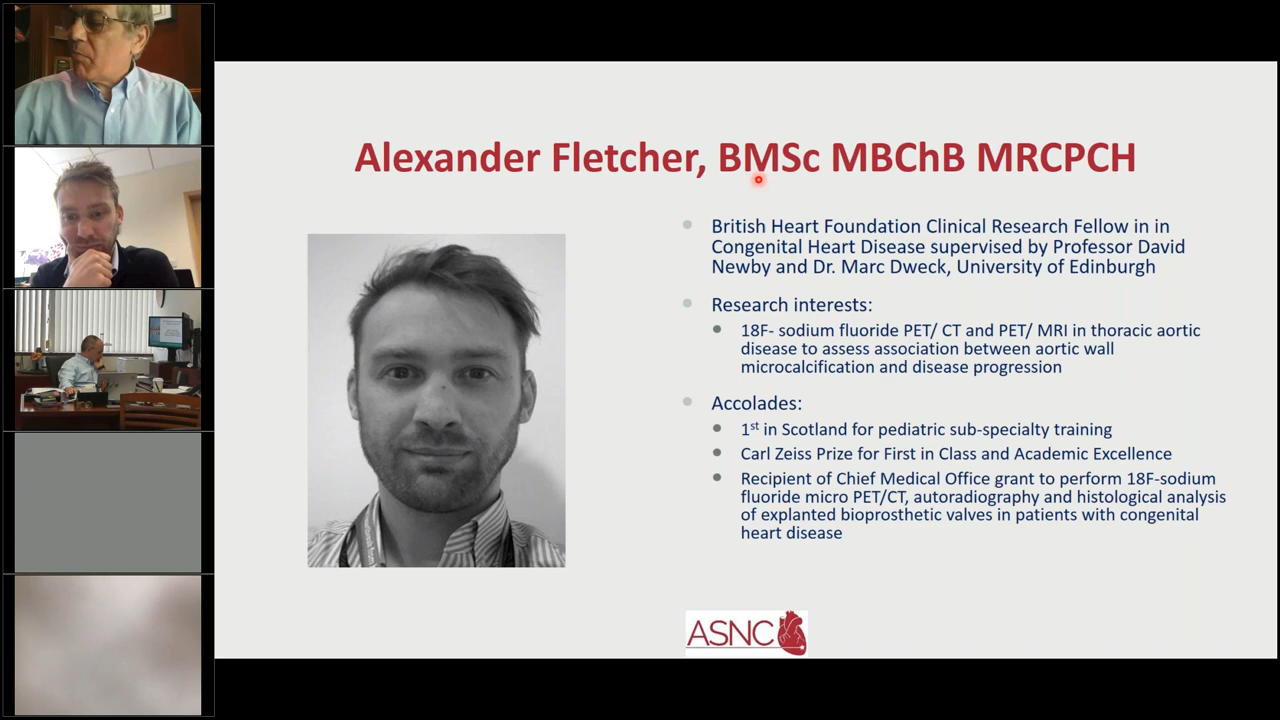 Alexander Fletcher, BMSc MBChB MRCPCH
British Heart Foundation Clinical Research Fellow in in
Congenital Heart Disease supervised by Professor David
Newby and Dr. Marc Dweck, University of Edinburgh
Research interests:
18F- sodium fluoride PET/ CT and PET/ MRI in thoracic aortic
disease to assess association between aortic wall
microcalcification and disease progression
Accolades:
1st in Scotland for pediatric sub-specialty training
Carl Zeiss Prize for First in Class and Academic Excellence
Recipient of Chief Medical Office grant to perform 18F-sodium
fluoride micro PET/CT, autoradiography and histological analysis
of explanted bioprosthetic valves in patients with congenital
heart disease
ASNC